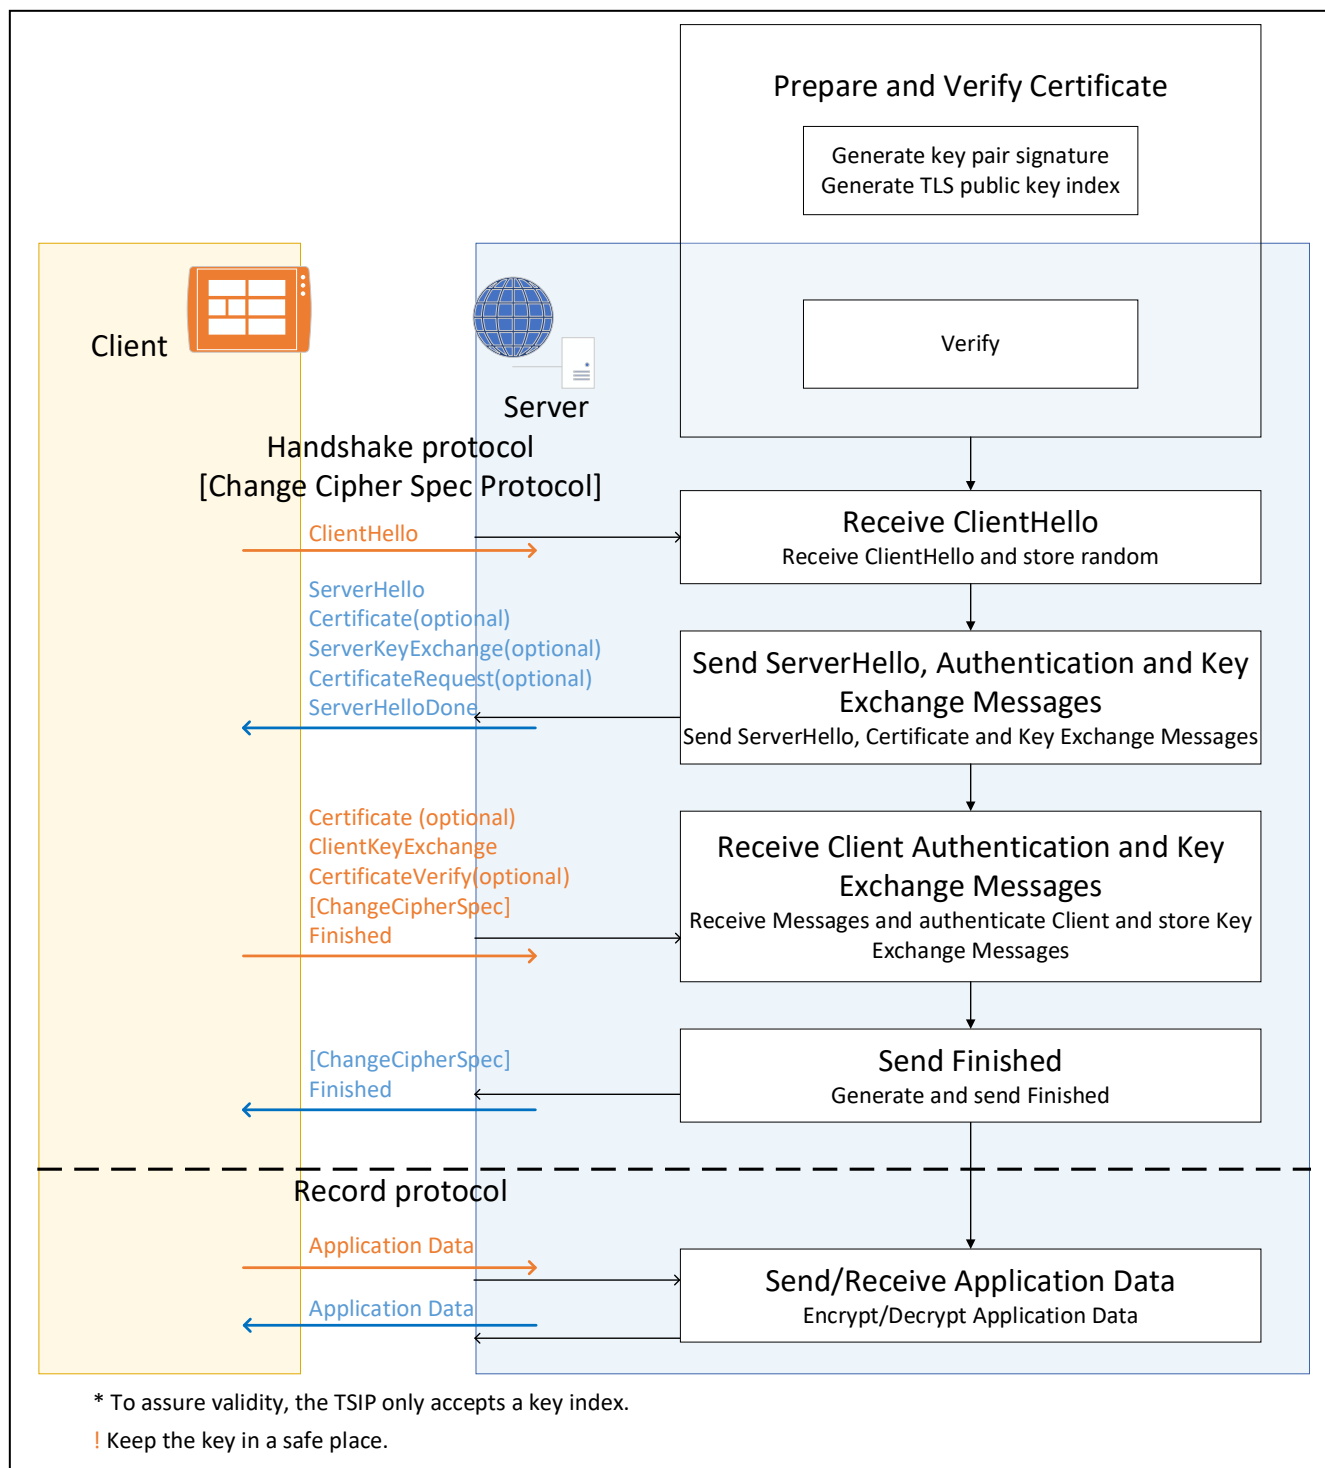 Prepare and Verify Certificate
Generate key pair signature
Generate TLS public key index
Verify
Client
Server
Handshake protocol
[Change Cipher Spec Protocol]
ClientHello
Receive ClientHello
Receive ClientHello and store random
ServerHello
Certificate(optional)
ServerKeyExchange(optional)
CertificateRequest(optional)
ServerHelloDone
Send ServerHello, Authentication and Key
Exchange Messages
Send ServerHello, Certificate and Key Exchange Messages
Certificate (optional)
ClientKeyExchange
CertificateVerify(optional)
[ChangeCipherSpec]
Finished
Receive Client Authentication and Key
Exchange Messages
Receive Messages and authenticate Client and store Key
Exchange Messages
[ChangeCipherSpec]
Finished
Send Finished
Generate and send Finished
Record protocol
Application Data
Application Data
Send/Receive Application Data
Encrypt/Decrypt Application Data
* To assure validity, the TSIP only accepts a key index.
! Keep the key in a safe place.